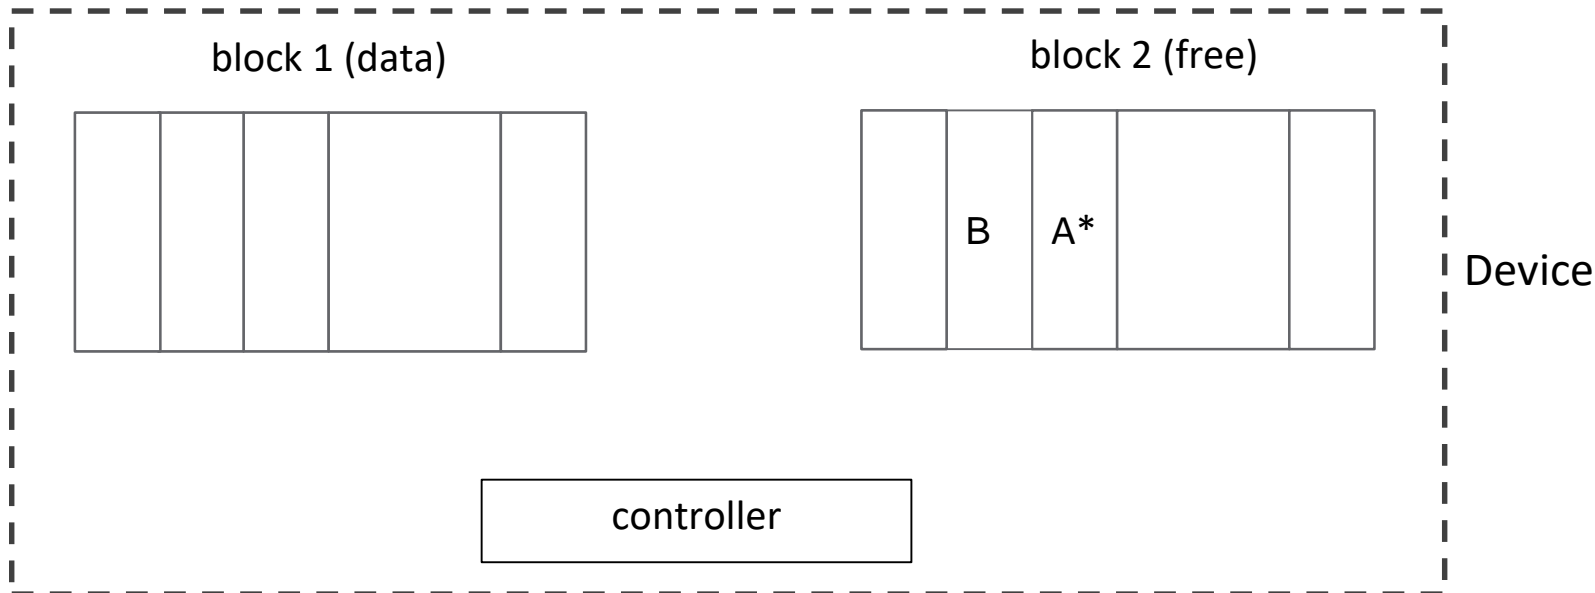 block 1 (data)
block 2 (free)
B
A*
Device
controller